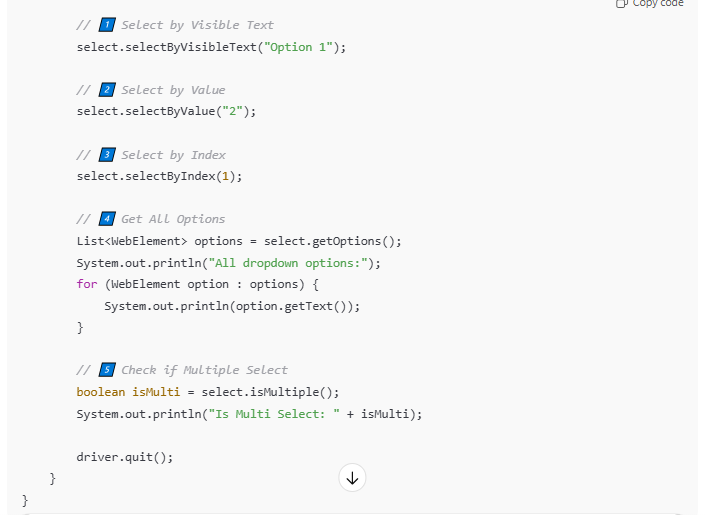 Copy code
// 1 Select by Visible Text
select.selectByVisibleText("Option 1");
// 2 Select by Value
select.selectByValue("2");
// 3 Select by Index
select.selectByIndex(1);
// 4 Get All Options
List<WebElement> options = select.getOptions();
System.out.println("All dropdown options:");
for (WebElement option : options) {
System.out.println(option.getText());
}
// 5 Check if Multiple Select
boolean isMulti = select.isMultiple();
System.out.println("Is Multi Select: " + isMulti);
driver.quit();
}
}